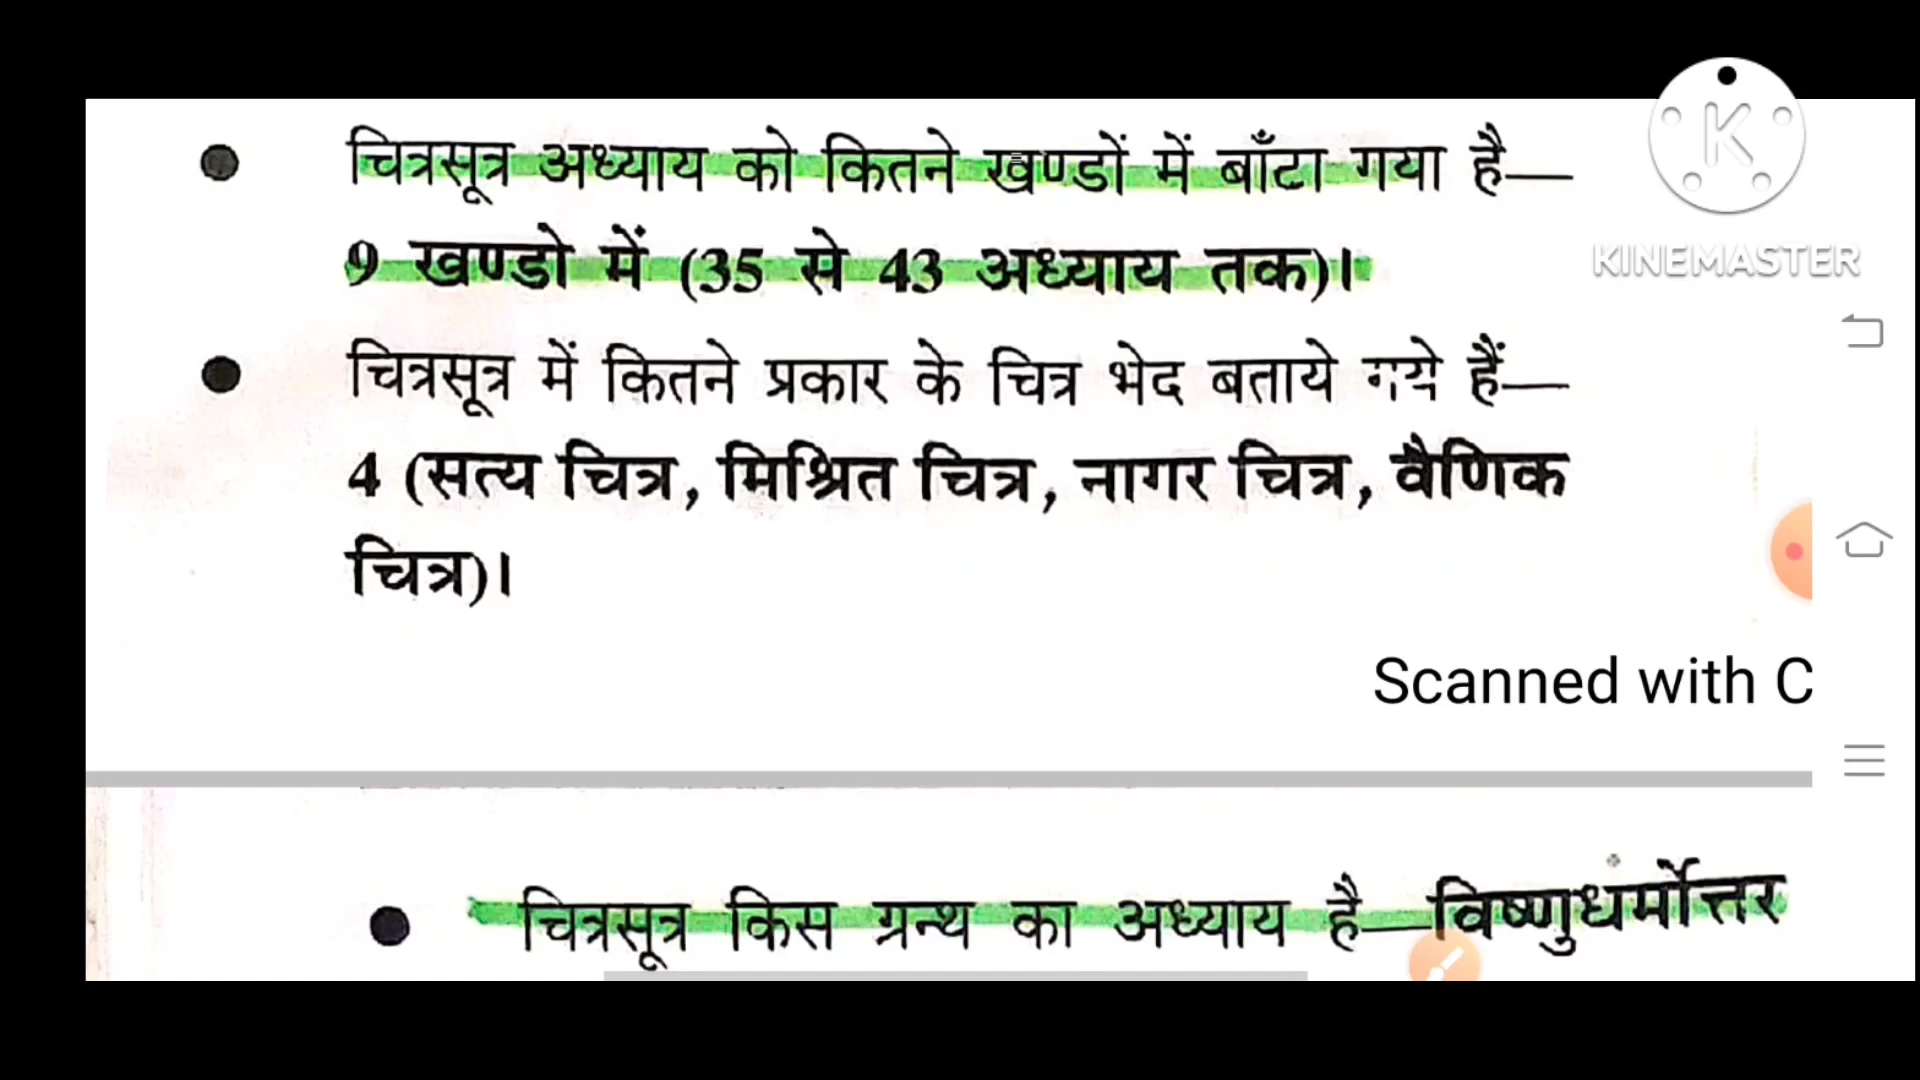 चित्रसूत्र अध्याय को कितने खण्डों में बाँटा गया है—
9 खण्डो में (35 से 43 अध्याय तक)।
चित्रसूत्र में कितने प्रकार के चित्र भेद बताये गये हैं—
4 (सत्य चित्र, मिश्रित चित्र, नागर चित्र, वैणिक
चित्र)।
K
KINEMASTER
Scanned with C
चित्रसूत्र किस ग्रन्थ का अध्याय है—विष्णुधर्मोत्तर